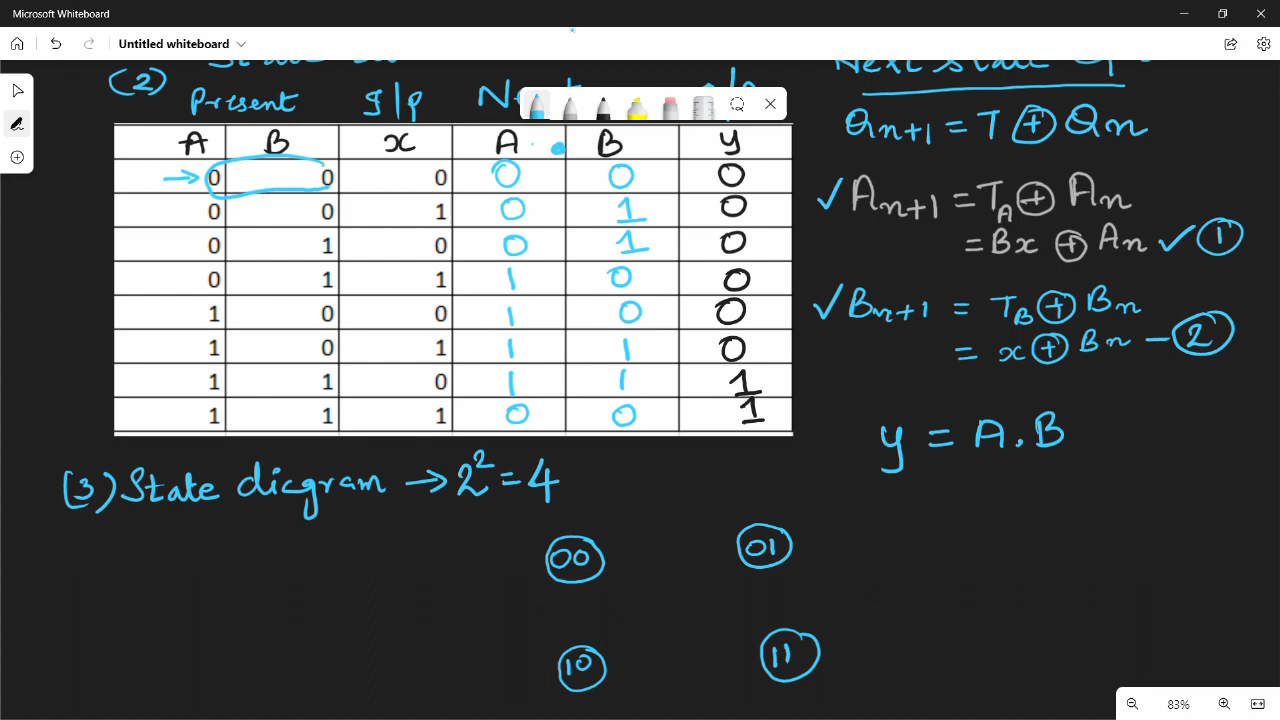 Microsoft Whiteboard
Untitled whiteboard
(2)
Present I/p
A B x A B y
0 0 0 0 0 0
0 0 1 0 1 0
0 1 0 0 1 0
0 1 1 1 0 0
1 0 0 1 0 0
1 0 1 1 1 0
1 1 0 1 1 1
1 1 1 0 0 1
(3) State diagram → 2² = 4
00 01
10 11
Next state
Qn+1 = T ⊕ Qn
✓ An+1 = TA ⊕ An
= Bx ⊕ An ✓ 1
✓ Bn+1 = TB ⊕ Bn
= x ⊕ Bn – 2
y = A.B
83%